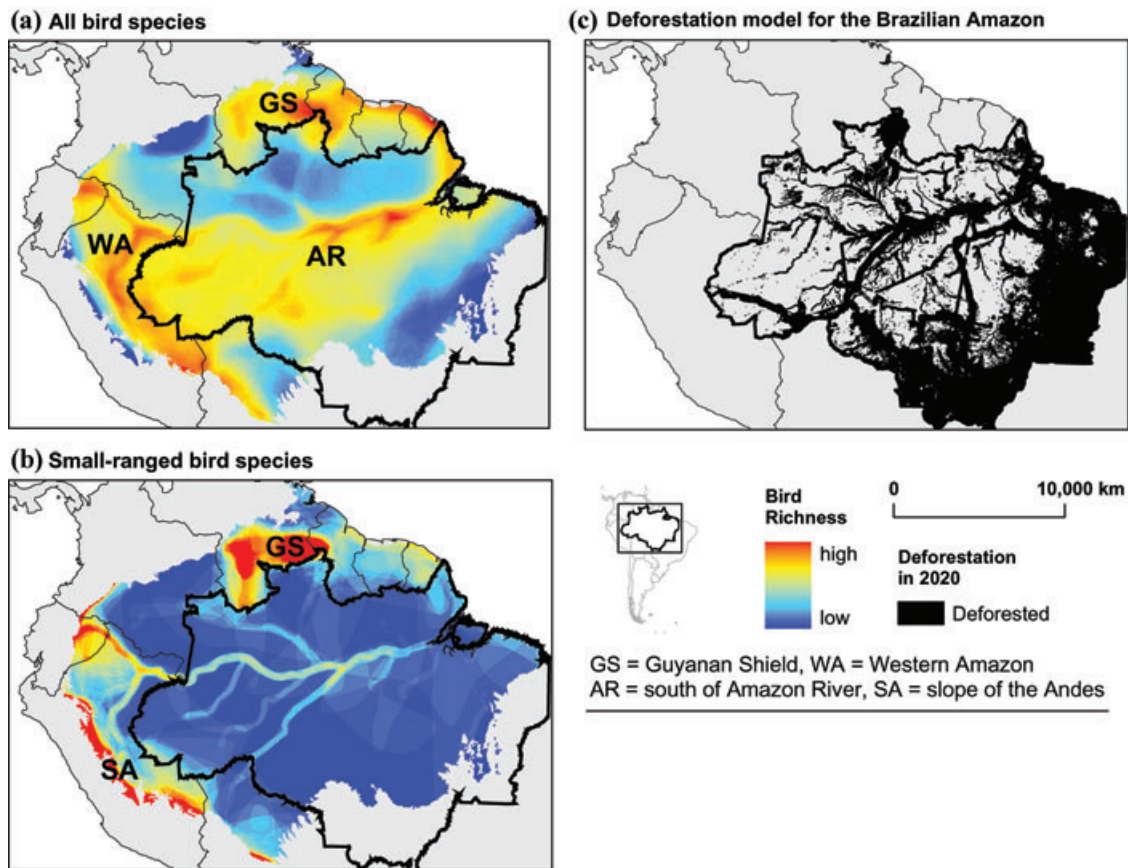 (a) All bird species
(c) Deforestation model for the Brazilian Amazon
GS
WA
AR
(b) Small-ranged bird species
GS
SA
Bird
Richness
high
low
0 10,000 km
Deforestation
in 2020
Deforested
GS = Guyanan Shield, WA = Western Amazon
AR = south of Amazon River, SA = slope of the Andes